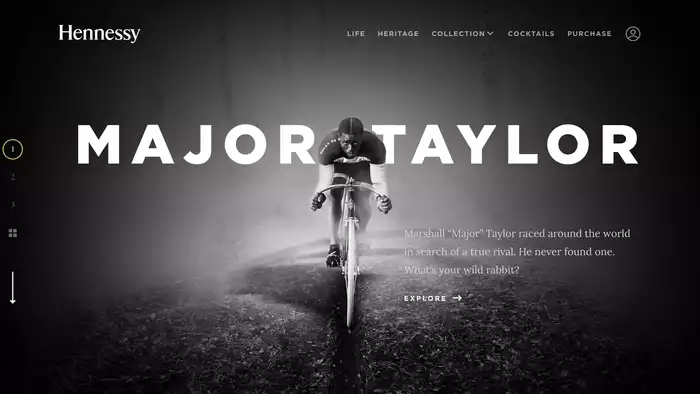 Hennessy
LIFE HERITAGE COLLECTION COCKTAILS PURCHASE
MAJOR TAYLOR
1
2
3
Marshall “Major” Taylor raced around the world
in search of a true rival. He never found one.
What's your wild rabbit?
EXPLORE